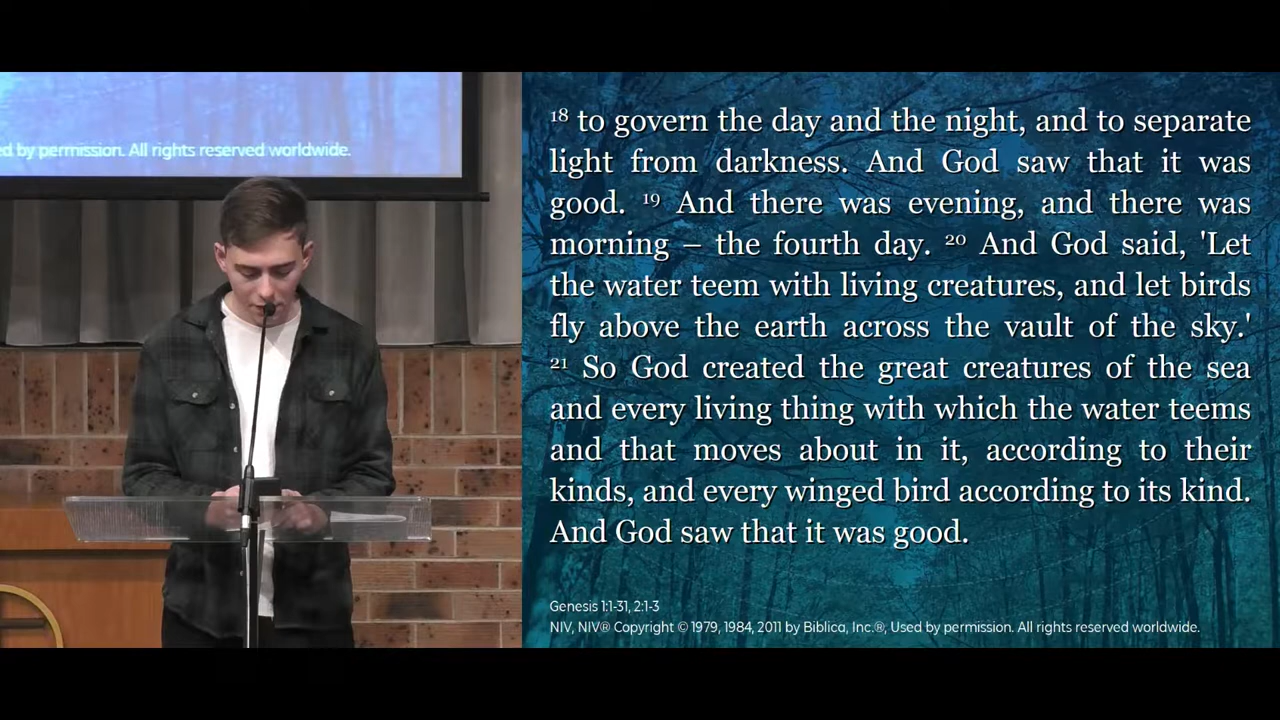 ed by permission. All rights reserved worldwide.
18 to govern the day and the night, and to separate
light from darkness. And God saw that it was
good. 19 And there was evening, and there was
morning – the fourth day. 20 And God said, 'Let
the water teem with living creatures, and let birds
fly above the earth across the vault of the sky.'
21 So God created the great creatures of the sea
and every living thing with which the water teems
and that moves about in it, according to their
kinds, and every winged bird according to its kind.
And God saw that it was good.
Genesis 1:1-31, 2:1-3
NIV, NIV® Copyright © 1979, 1984, 2011 by Biblica, Inc.®, Used by permission. All rights reserved worldwide.